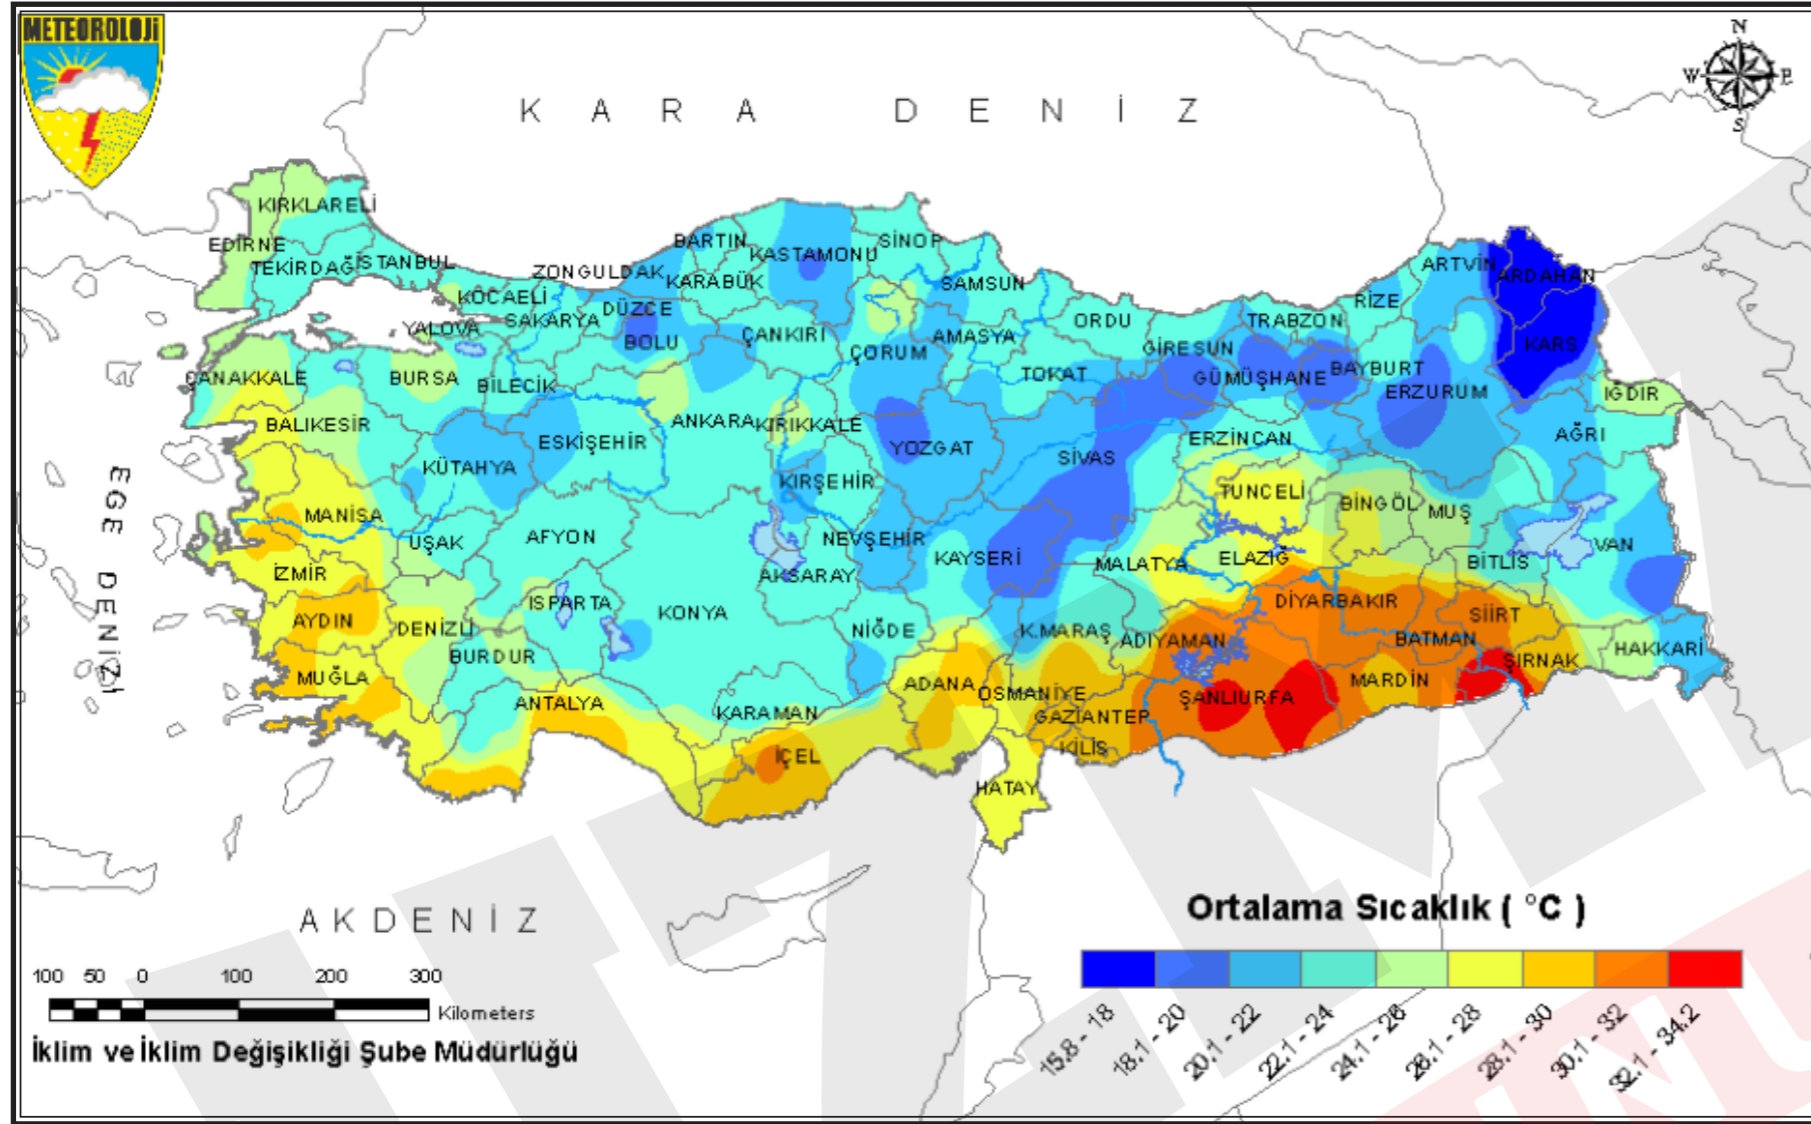 METEOROLOJİ
N
W
E
S
KARA DENİZ
KIRKLARELİ
EDİRNE
TEKİRDAĞ
İSTANBUL
KOCAELİ
YALOVA
SAKARYA
ZONGULDAK
DÜZCE
BOLU
BARTIN
KARABÜK
KASTAMONU
SİNOP
SAMSUN
ÇANKIRI
ÇORUM
AMASYA
ORDU
TOKAT
GİRESUN
TRABZON
RİZE
ARTVİN
ARDAHAN
KARS
GÜMÜŞHANE
BAYBURT
ERZURUM
IĞDIR
AĞRI
ÇANAKKALE
BURSA
BİLECİK
BALIKESİR
ESKİŞEHİR
KÜTAHYA
ANKARA
KIRIKKALE
YOZGAT
SİVAS
ERZİNCAN
KIRŞEHİR
TUNCELİ
BİNGÖL
MUŞ
MANİSA
UŞAK
AFYON
NEVŞEHİR
KAYSERİ
AKSARAY
MALATYA
ELAZIĞ
BİTLİS
VAN
EGE DENİZİ
İZMİR
AYDIN
DENİZLİ
ISPARTA
BURDUR
KONYA
NİĞDE
K.MARAŞ
ADIYAMAN
DİYARBAKIR
BATMAN
SİİRT
ŞIRNAK
HAKKARİ
MUĞLA
ANTALYA
KARAMAN
İÇEL
ADANA
OSMANİYE
GAZİANTEP
KİLİS
HATAY
ŞANLIURFA
MARDİN
AKDENİZ
Ortalama Sıcaklık ( °C )
15.8 - 18
18.1 - 20
20.1 - 22
22.1 - 24
24.1 - 26
26.1 - 28
28.1 - 30
30.1 - 32
32.1 - 34.2
100 50 0 100 200 300
Kilometers
İklim ve İklim Değişikliği Şube Müdürlüğü